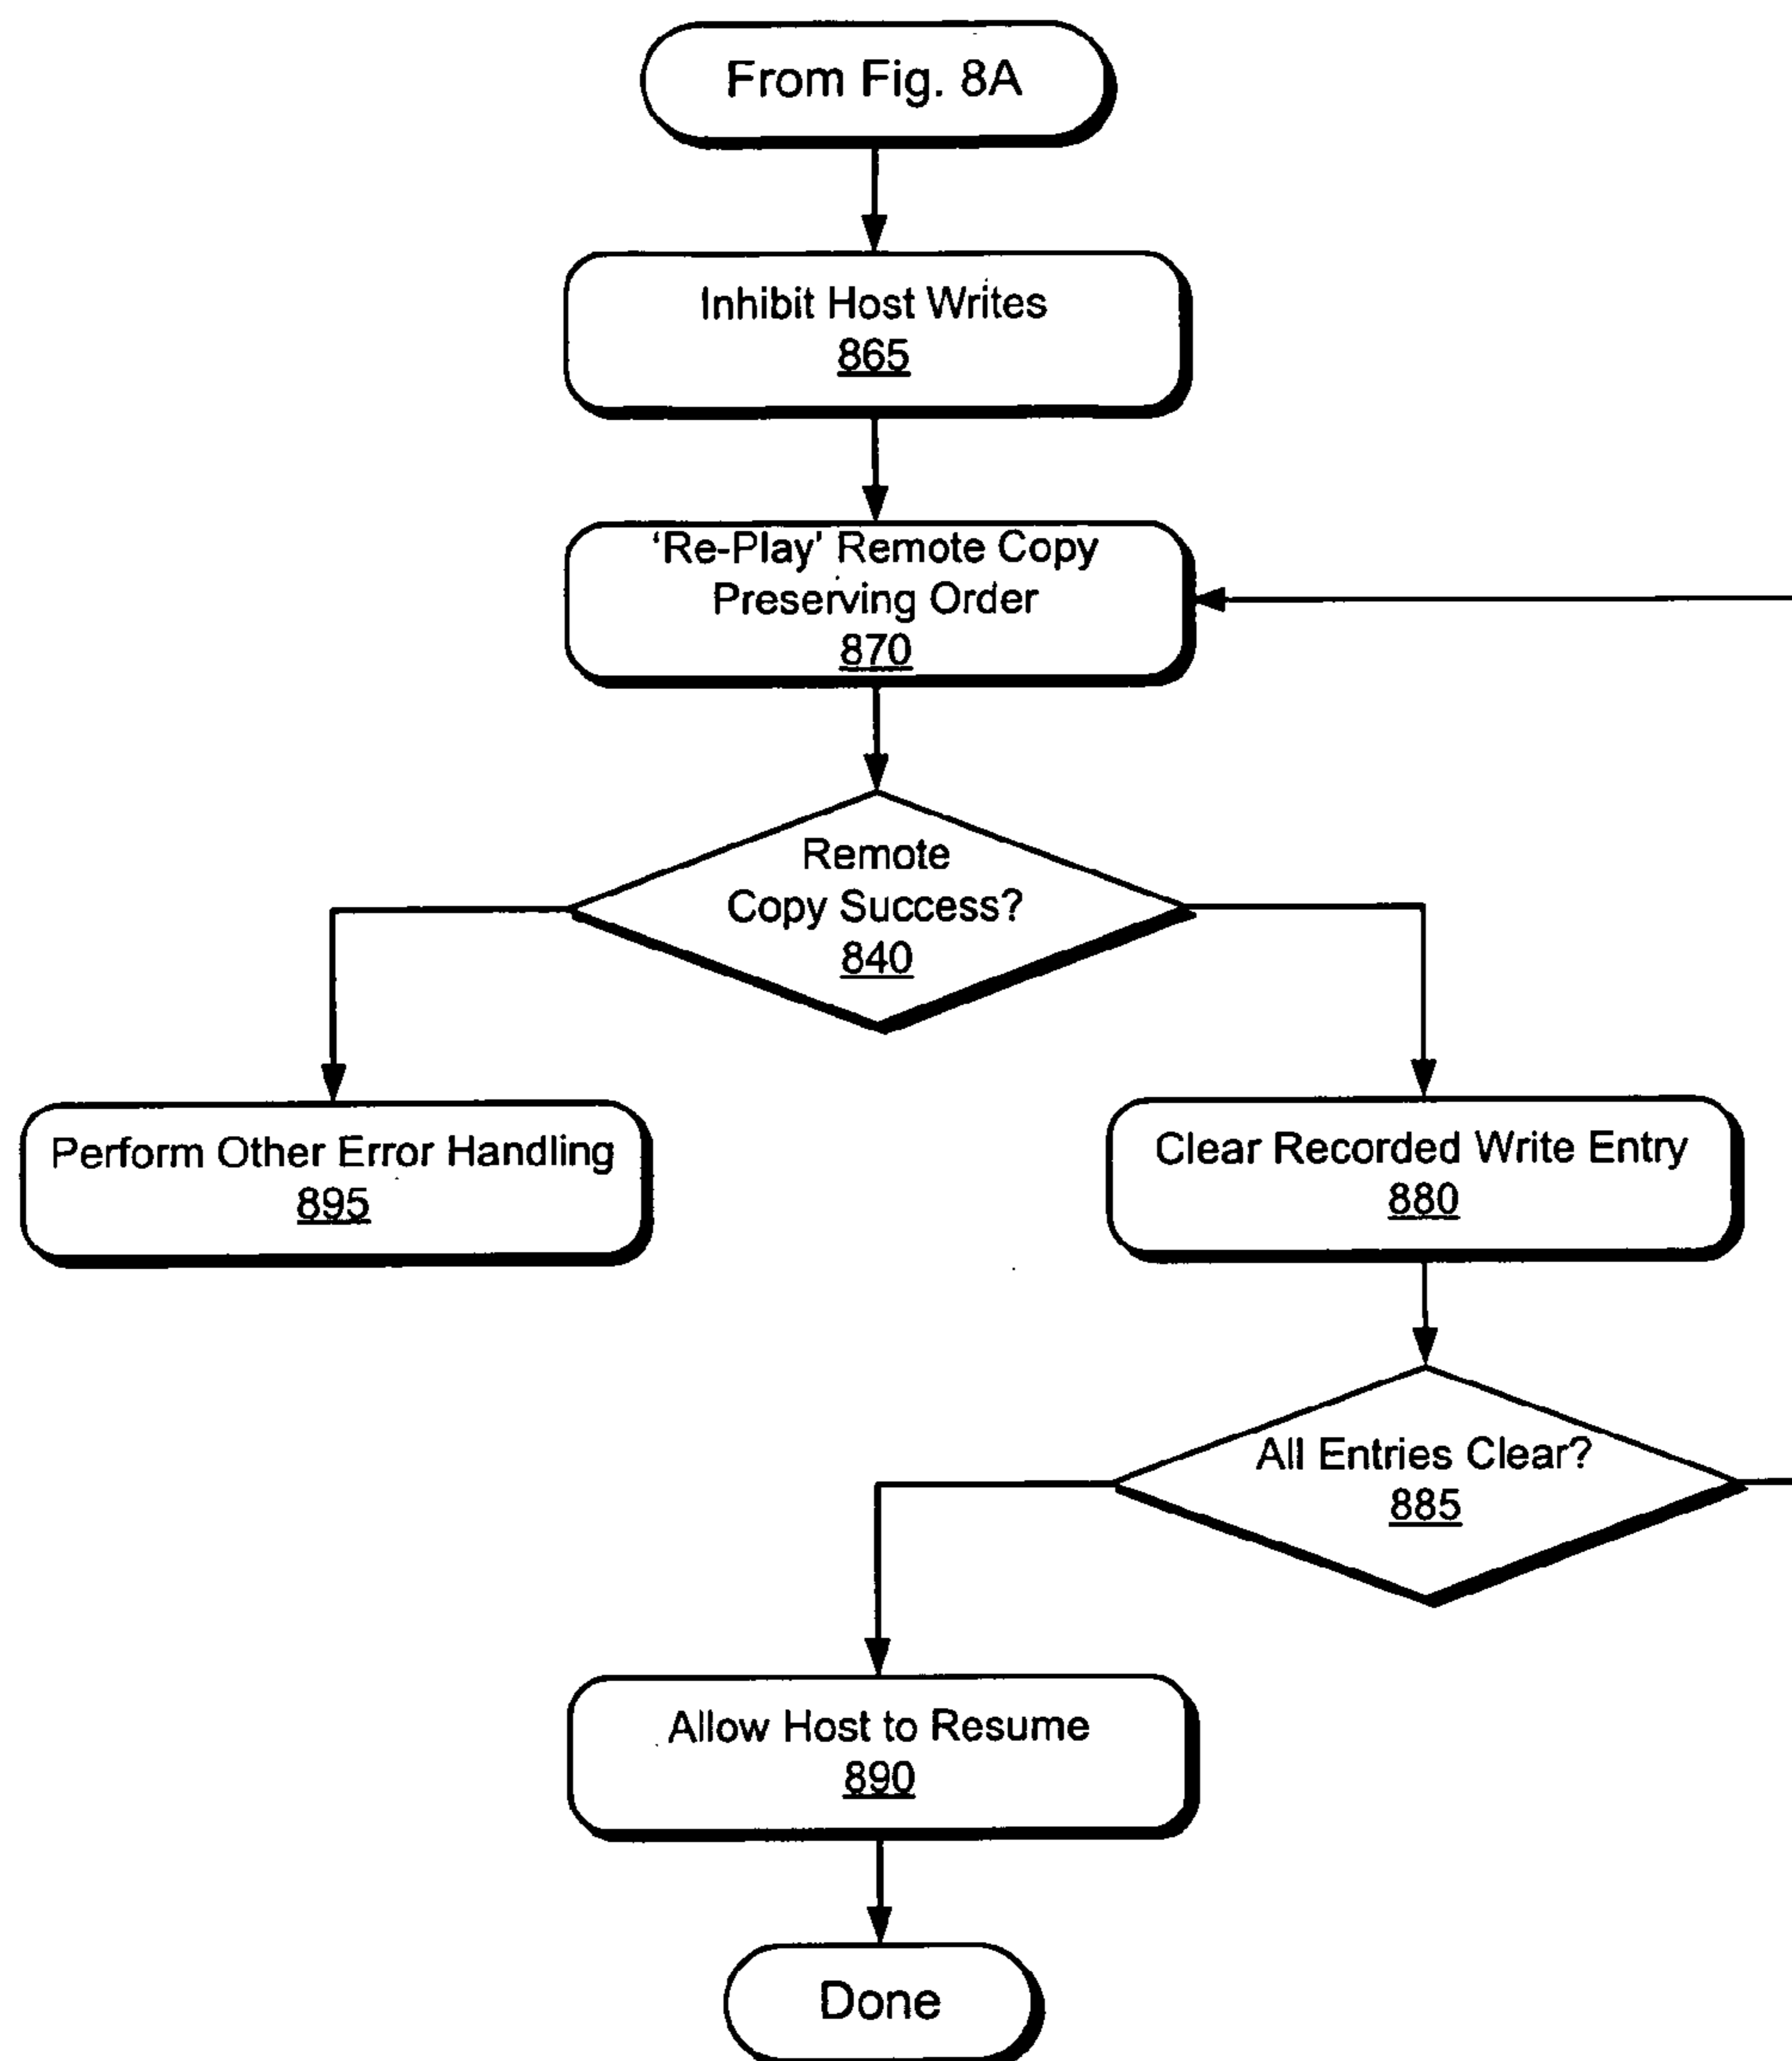 From Fig. 8A
Inhibit Host Writes
865
‘Re-Play’ Remote Copy
Preserving Order
870
Remote
Copy Success?
840
Perform Other Error Handling
895
Clear Recorded Write Entry
880
All Entries Clear?
885
Allow Host to Resume
890
Done